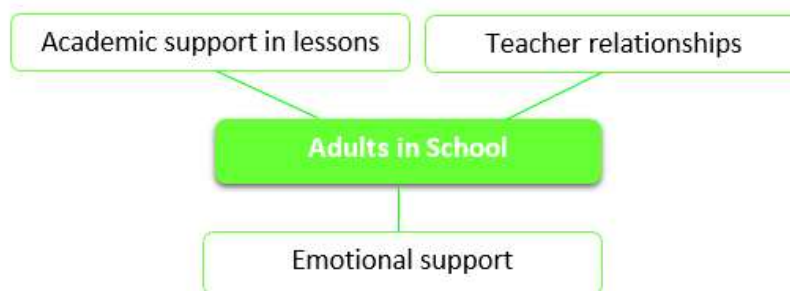 Academic support in lessons
Teacher relationships
Adults in School
Emotional support